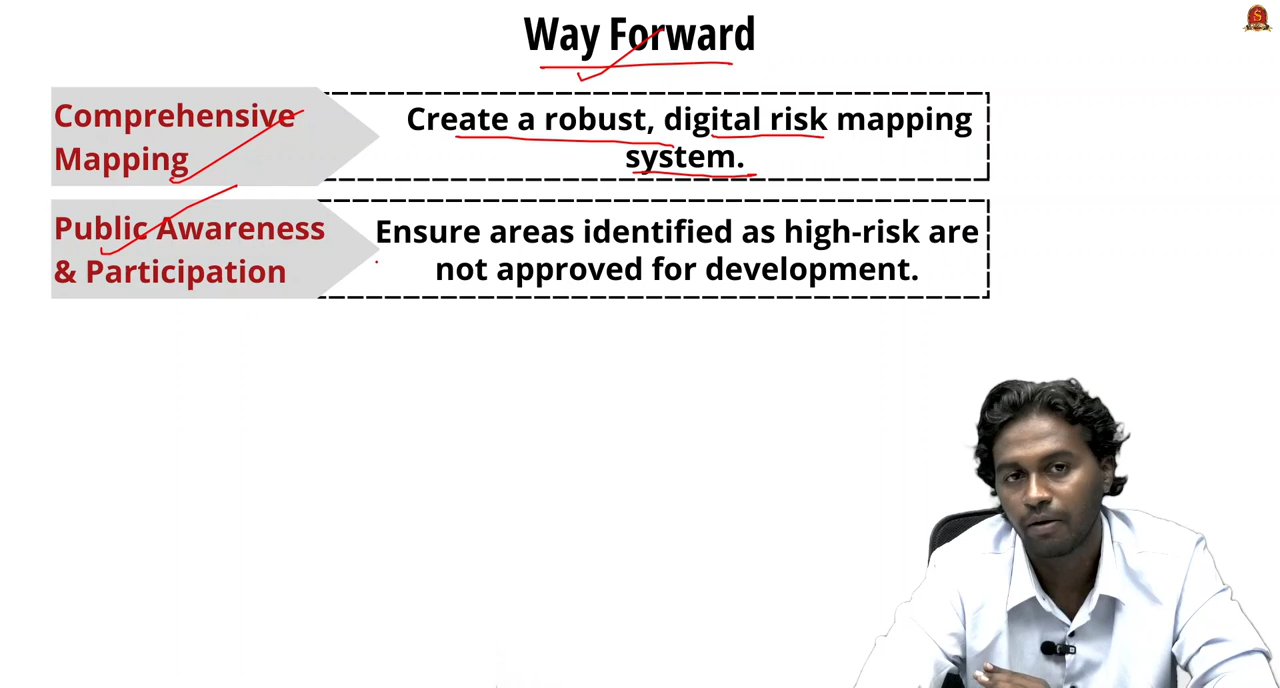 Way Forward
Comprehensive
Mapping
Create a robust, digital risk mapping
system.
Public Awareness
& Participation
Ensure areas identified as high-risk are
not approved for development.